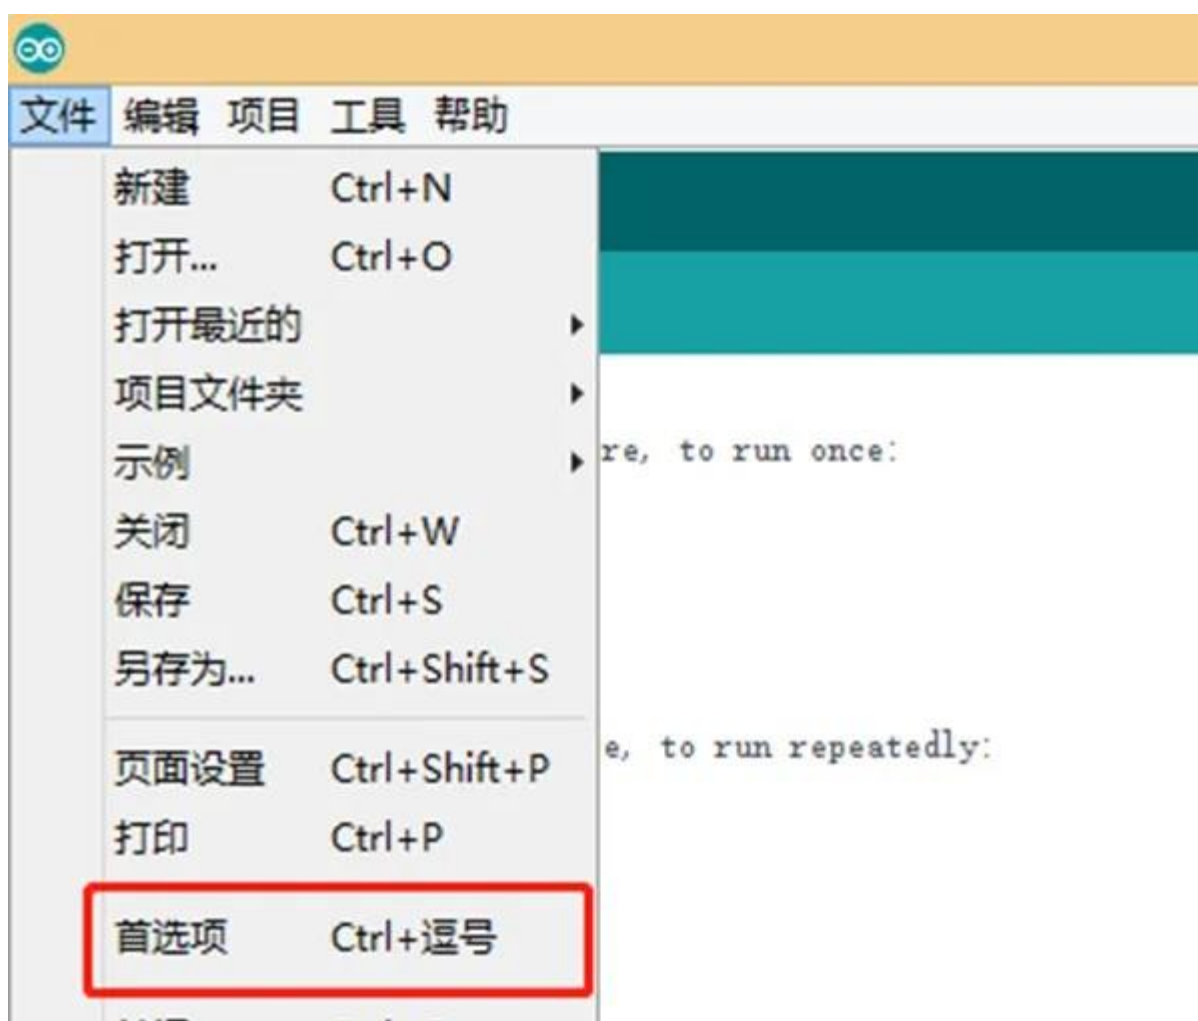 文件 编辑 项目 工具 帮助
新建 Ctrl+N
打开... Ctrl+O
打开最近的
项目文件夹
示例
re, to run once:
关闭 Ctrl+W
保存 Ctrl+S
另存为... Ctrl+Shift+S
e, to run repeatedly:
页面设置 Ctrl+Shift+P
打印 Ctrl+P
首选项 Ctrl+逗号